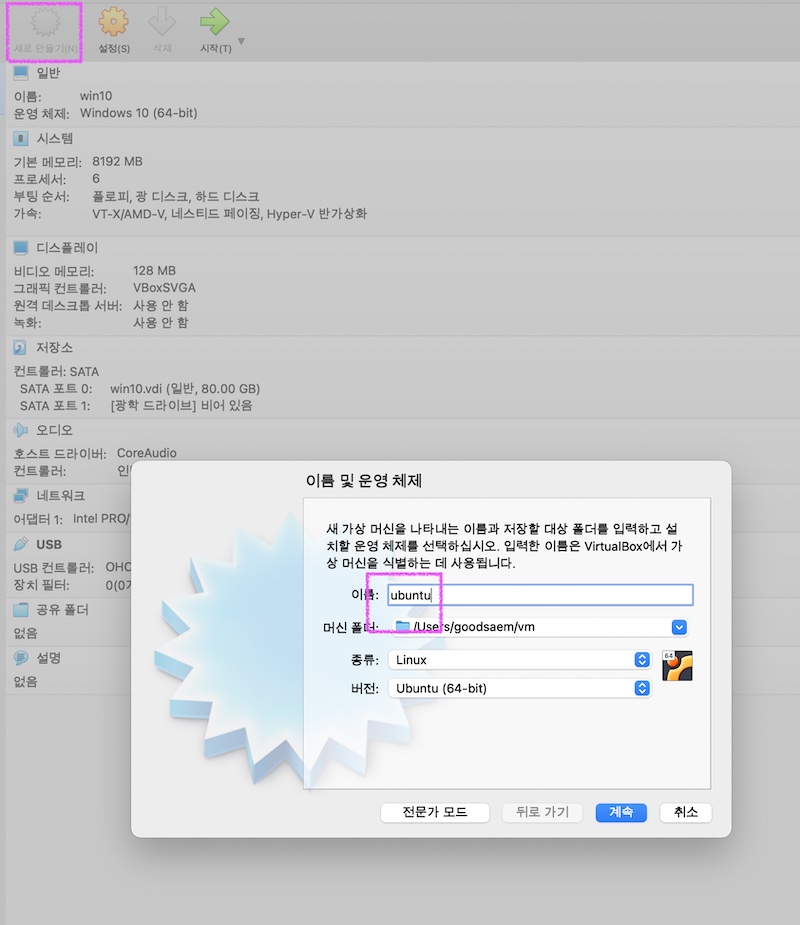 새로 만들기(N)
설정(S)
삭제
시작(T)
일반
이름: win10
운영 체제: Windows 10 (64-bit)
시스템
기본 메모리: 8192 MB
프로세서: 6
부팅 순서: 플로피, 광 디스크, 하드 디스크
가속: VT-X/AMD-V, 네스티드 페이징, Hyper-V 반가상화
디스플레이
비디오 메모리: 128 MB
그래픽 컨트롤러: VBoxSVGA
원격 데스크톱 서버: 사용 안 함
녹화: 사용 안 함
저장소
컨트롤러: SATA
SATA 포트 0: win10.vdi (일반, 80.00 GB)
SATA 포트 1: [광학 드라이브] 비어 있음
오디오
호스트 드라이버: CoreAudio
컨트롤러:
네트워크
어댑터 1: Intel PRO/
USB
USB 컨트롤러: OHC
장치 필터: 0(0
공유 폴더
없음
설명
없음
이름 및 운영 체제
새 가상 머신을 나타내는 이름과 저장할 대상 폴더를 입력하고 설
치할 운영 체제를 선택하십시오. 입력한 이름은 VirtualBox에서 가
상 머신을 식별하는 데 사용됩니다.
이름: ubuntu
머신 폴더: /Users/goodsaem/vm
종류: Linux
64
버전: Ubuntu (64-bit)
전문가 모드
뒤로 가기
계속
취소